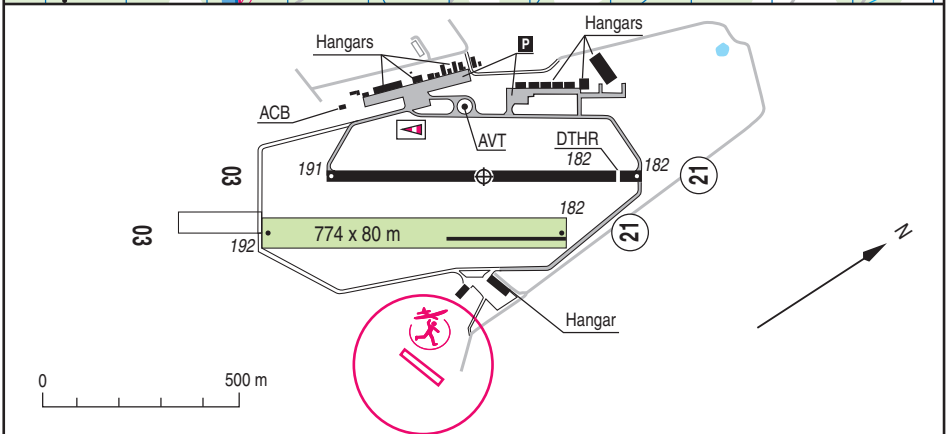 Hangars
P
Hangars
ACB
AVT
DTHR
182
191
182
03
21
03
182
192
774 x 80 m
21
N
Hangar
0
500 m